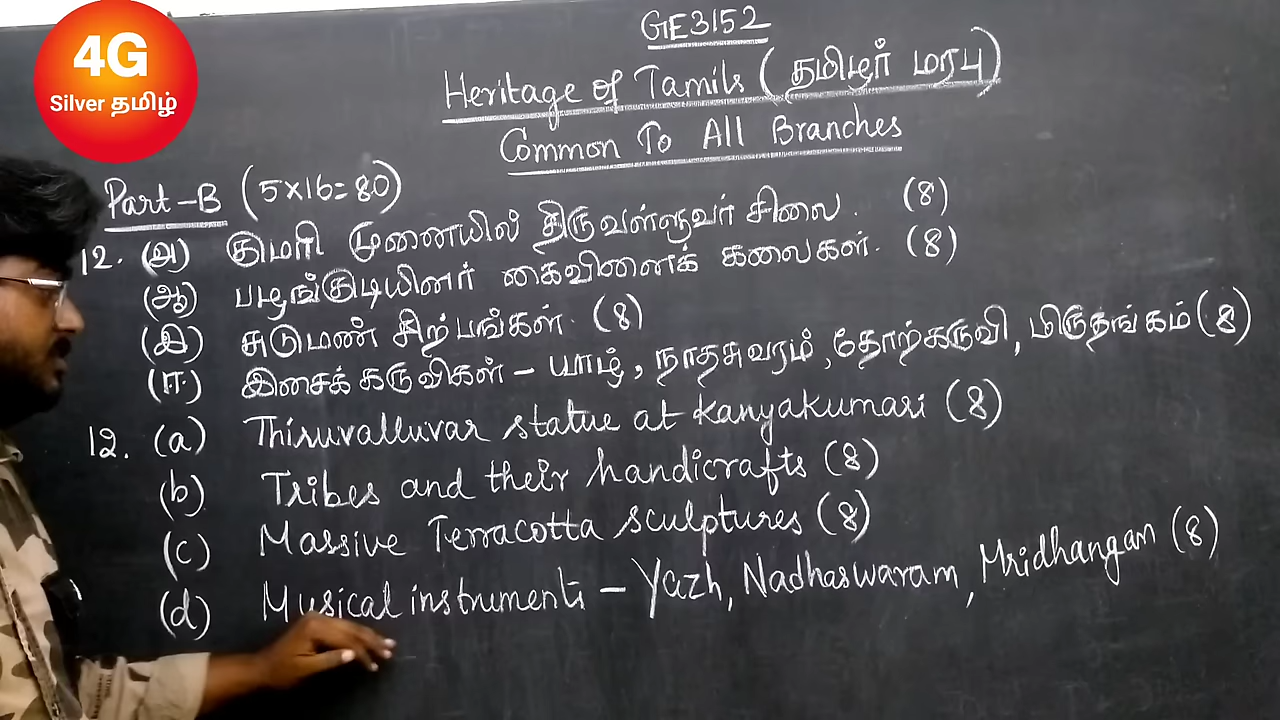 4G
Silver தமிழ்
GE3152
Heritage of Tamils (தமிழர் மரபு)
Common To All Branches
Part-B (5x16=80)
12. (அ) குமரி முனையில் திருவள்ளுவர் சிலை. (8)
(ஆ) பழங்குடியினர் கைவினைக் கலைகள். (8)
(இ) சுடுமண் சிற்பங்கள். (8)
(ஈ) இசைக் கருவிகள் - யாழ், நாதசுவரம், தோற்கருவி, மிருதங்கம் (8)
12. (a) Thiruvalluvar statue at Kanyakumari (8)
(b) Tribes and their handicrafts (8)
(c) Massive Terracotta sculptures (8)
(d) Musical instruments - Yazh, Nadhaswaram, Mridhangam (8)